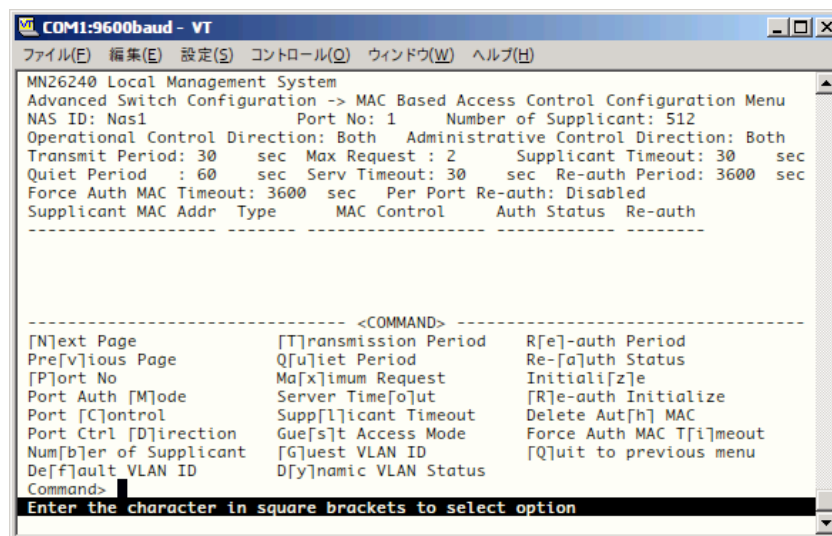 COM1:9600baud - VT
ファイル(F) 編集(E) 設定(S) コントロール(O) ウィンドウ(W) ヘルプ(H)
MN26240 Local Management System
Advanced Switch Configuration -> MAC Based Access Control Configuration Menu
NAS ID: Nas1 Port No: 1 Number of Supplicant: 512
Operational Control Direction: Both Administrative Control Direction: Both
Transmit Period: 30 sec Max Request : 2 Supplicant Timeout: 30 sec
Quiet Period : 60 sec Serv Timeout: 30 sec Re-auth Period: 3600 sec
Force Auth MAC Timeout: 3600 sec Per Port Re-auth: Disabled
Supplicant MAC Addr Type MAC Control Auth Status Re-auth
------------------- ------- ------------------ ------------ --------
-------------------------------- <COMMAND> -----------------------------------
[N]ext Page [T]ransmission Period R[e]-auth Period
Pre[v]ious Page Q[u]iet Period Re-[a]uth Status
[P]ort No Ma[x]imum Request Initiali[z]e
Port Auth [M]ode Server Time[o]ut [R]e-auth Initialize
Port [C]ontrol Supp[l]icant Timeout Delete Aut[h] MAC
Port Ctrl [D]irection Gue[s]t Access Mode Force Auth MAC T[i]meout
Num[b]er of Supplicant [G]uest VLAN ID [Q]uit to previous menu
De[f]ault VLAN ID D[y]namic VLAN Status
Command>
Enter the character in square brackets to select option